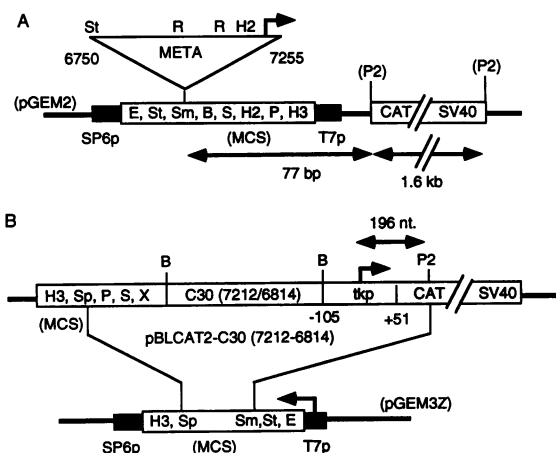 A
St R R H2
META
6750 7255
(P2) (P2)
(pGEM2)
E, St, Sm, B, S, H2, P, H3
CAT SV40
SP6p (MCS) T7p
77 bp 1.6 kb
B
196 nt.
B B P2
H3, Sp, P, S, X C30 (7212/6814) tkp CAT SV40
(MCS) -105 +51
pBLCAT2-C30 (7212-6814)
(pGEM3Z)
H3, Sp Sm,St, E
SP6p (MCS) T7p